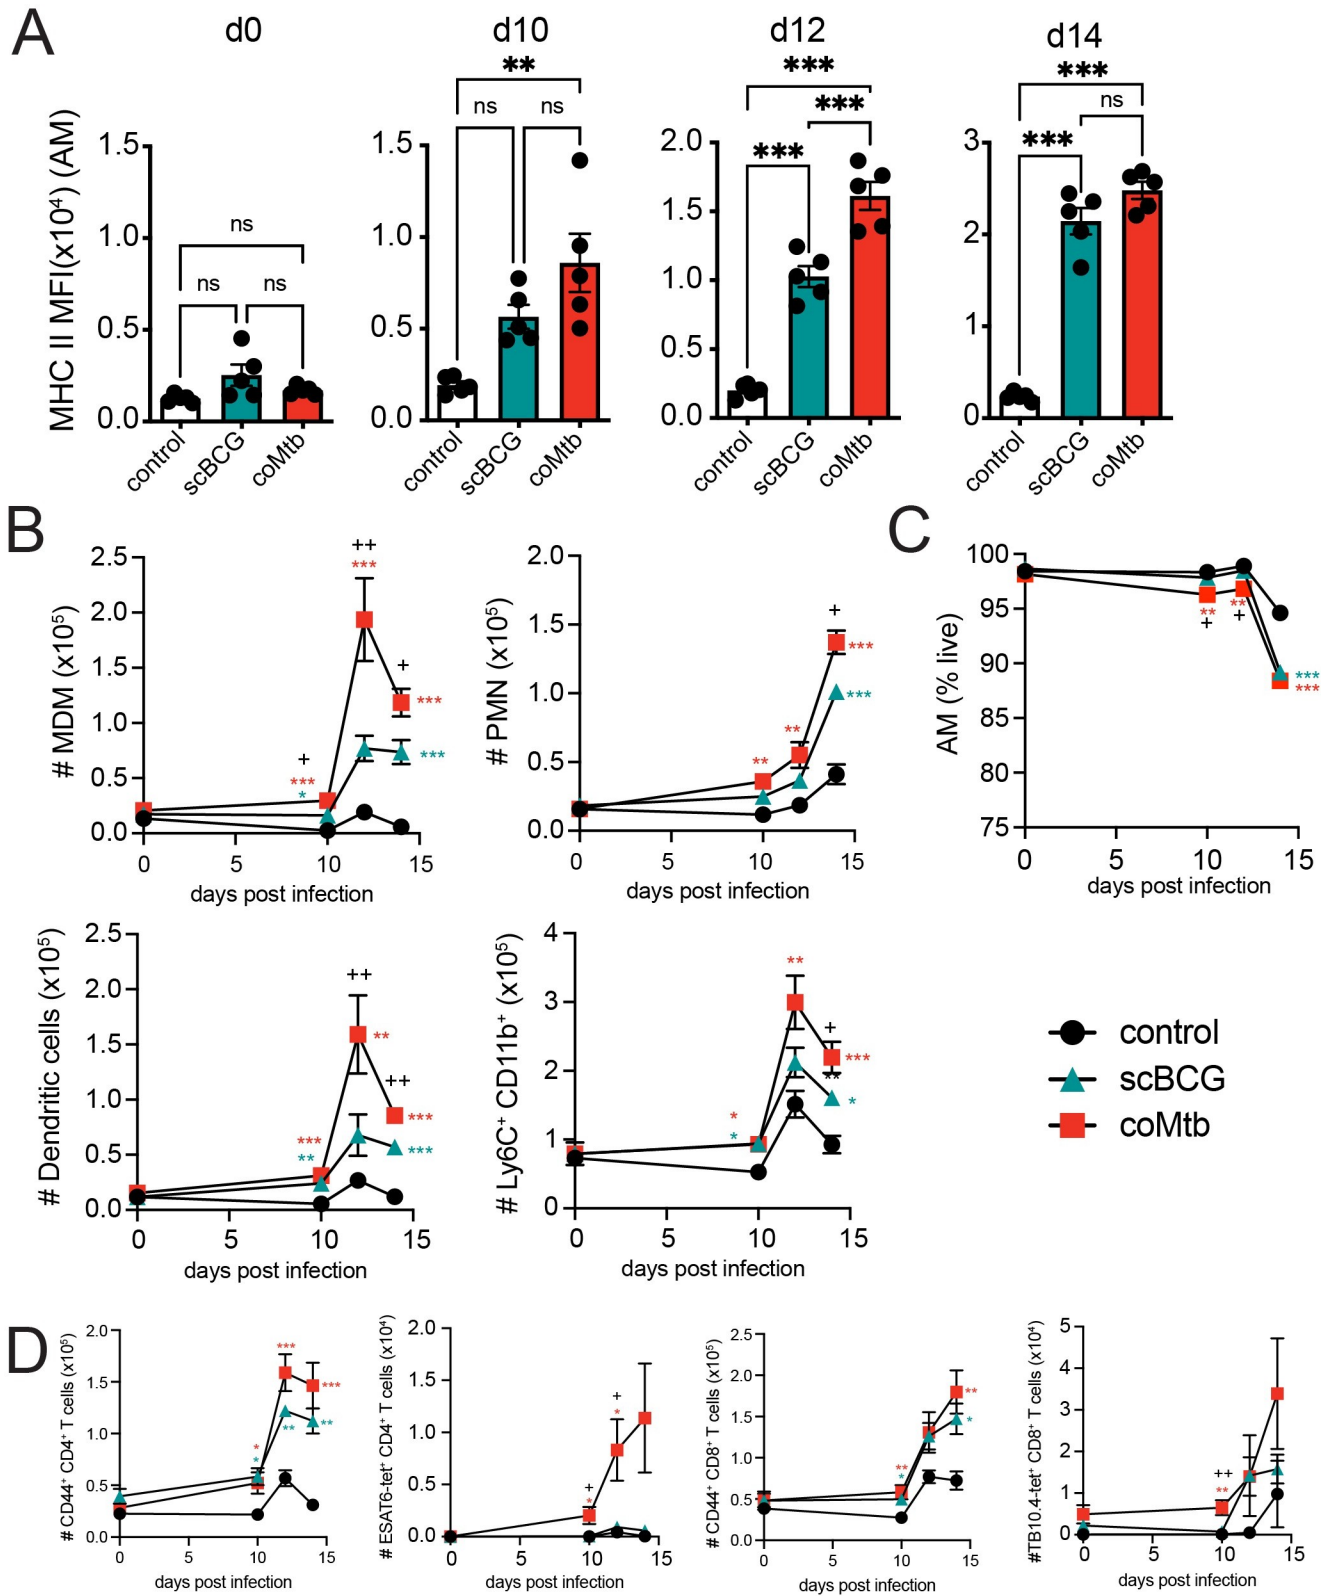 A
d0
d10
d12
d14
MHC II MFI(x10⁴) (AM)
1.5
1.0
0.5
0.0
ns
ns
ns
control
scBCG
coMtb
1.5
1.0
0.5
0.0
**
ns
ns
control
scBCG
coMtb
2.0
1.5
1.0
0.5
0.0
***
***
***
control
scBCG
coMtb
3
2
1
0
***
ns
***
control
scBCG
coMtb
B
# MDM (x10⁵)
2.5
2.0
1.5
1.0
0.5
0.0
++
***
+
***
***
+
***
*
0 5 10 15
days post infection
# PMN (x10⁵)
2.0
1.5
1.0
0.5
0.0
+
***
***
**
**
0 5 10 15
days post infection
C
AM (% live)
100
95
90
85
80
75
**
+
**
+
***
***
0 5 10 15
days post infection
# Dendritic cells (x10⁵)
2.5
2.0
1.5
1.0
0.5
0.0
++
**
++
***
***
***
**
0 5 10 15
days post infection
# Ly6C⁺ CD11b⁺ (x10⁵)
4
3
2
1
0
**
+
***
**
*
*
*
0 5 10 15
days post infection
control
scBCG
coMtb
D
# CD44⁺ CD4⁺ T cells (x10⁵)
2.0
1.5
1.0
0.5
0.0
***
***
**
**
*
*
0 5 10 15
days post infection
# ESAT6-tet⁺ CD4⁺ T cells (x10⁴)
2.0
1.5
1.0
0.5
0.0
+
*
+
*
0 5 10 15
days post infection
# CD44⁺ CD8⁺ T cells (x10⁵)
2.5
2.0
1.5
1.0
0.5
0.0
**
*
**
*
0 5 10 15
days post infection
#TB10.4-tet⁺ CD8⁺ T cells (x10⁴)
5
4
3
2
1
0
++
**
0 5 10 15
days post infection